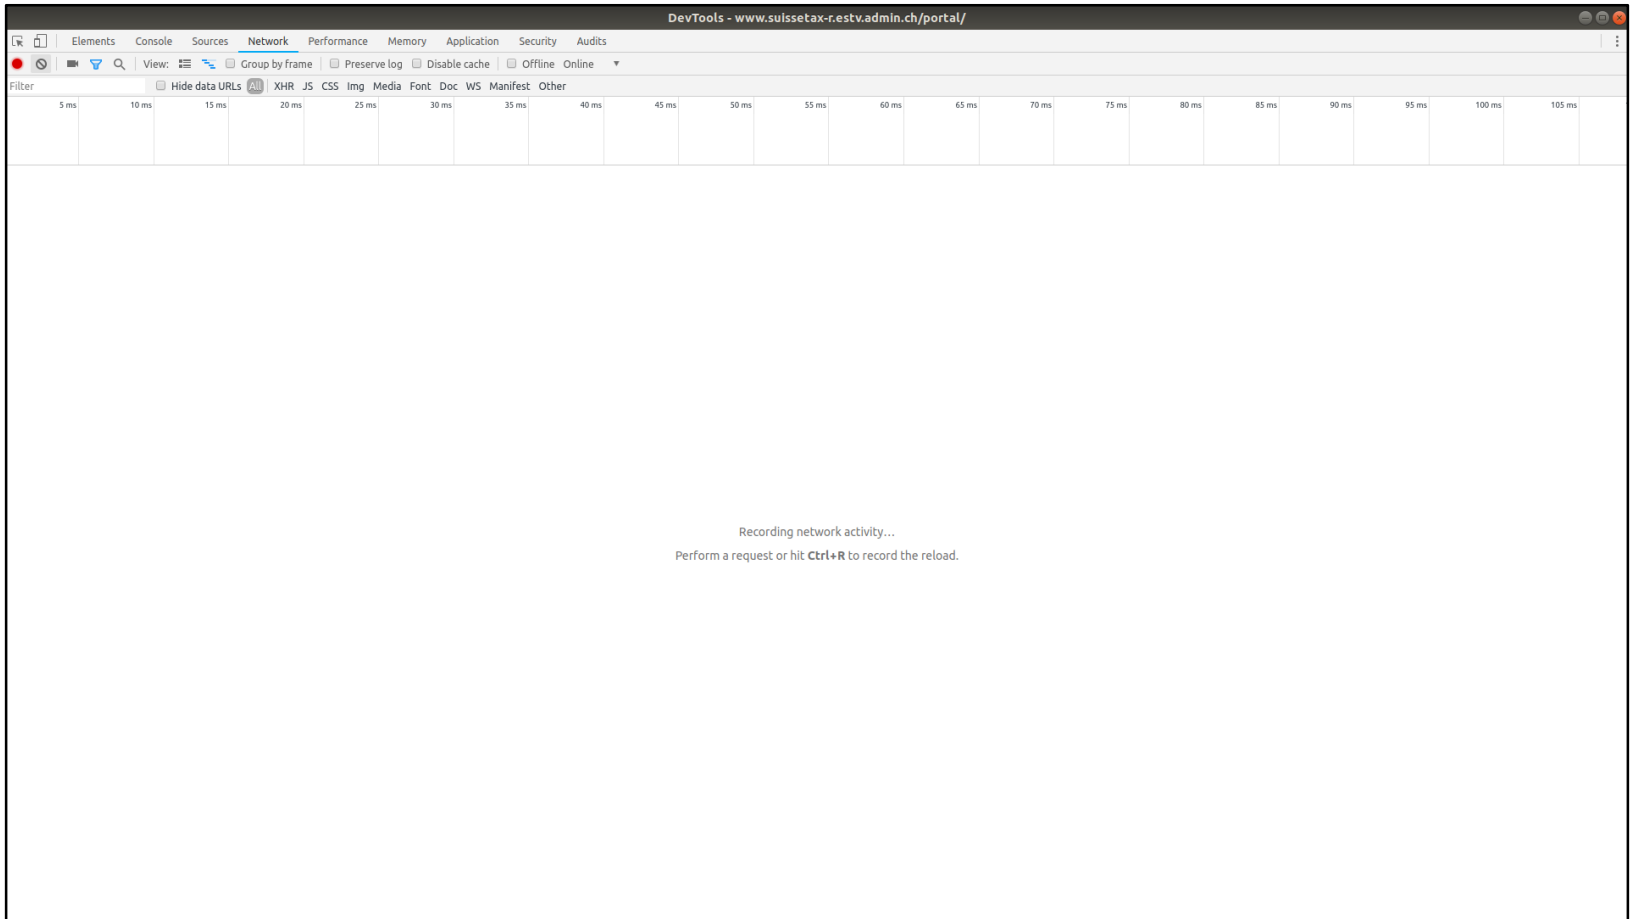 DevTools - www.suissetax-r.estv.admin.ch/portal/
Elements Console Sources Network Performance Memory Application Security Audits
View: Group by frame Preserve log Disable cache Offline Online
Filter Hide data URLs All XHR JS CSS Img Media Font Doc WS Manifest Other
5 ms 10 ms 15 ms 20 ms 25 ms 30 ms 35 ms 40 ms 45 ms 50 ms 55 ms 60 ms 65 ms 70 ms 75 ms 80 ms 85 ms 90 ms 95 ms 100 ms 105 ms
Recording network activity…
Perform a request or hit Ctrl+R to record the reload.